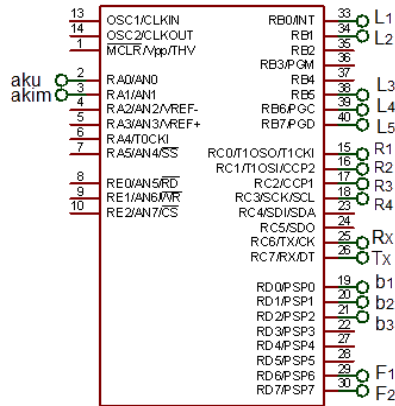 13 OSC1/CLKIN RB0/INT 33 L1
14 OSC2/CLKOUT RB1 34 L2
1 MCLR/Vpp/THV RB2 35
RB3/PGM 36
aku 2 RA0/AN0 RB4 37
akim 3 RA1/AN1 RB5 38 L3
4 RA2/AN2/VREF- RB6/PGC 39 L4
5 RA3/AN3/VREF+ RB7/PGD 40 L5
6 RA4/T0CKI
7 RA5/AN4/SS RC0/T1OSO/T1CKI 15 R1
RC1/T1OSI/CCP2 16 R2
8 RE0/AN5/RD RC2/CCP1 17 R3
9 RE1/AN6/WR RC3/SCK/SCL 18 R4
10 RE2/AN7/CS RC4/SDI/SDA 23
RC5/SDO 24
RC6/TX/CK 25 Rx
RC7/RX/DT 26 Tx
RD0/PSP0 19 b1
RD1/PSP1 20 b2
RD2/PSP2 21 b3
RD3/PSP3 22
RD4/PSP4 27
RD5/PSP5 28
RD6/PSP6 29 F1
RD7/PSP7 30 F2